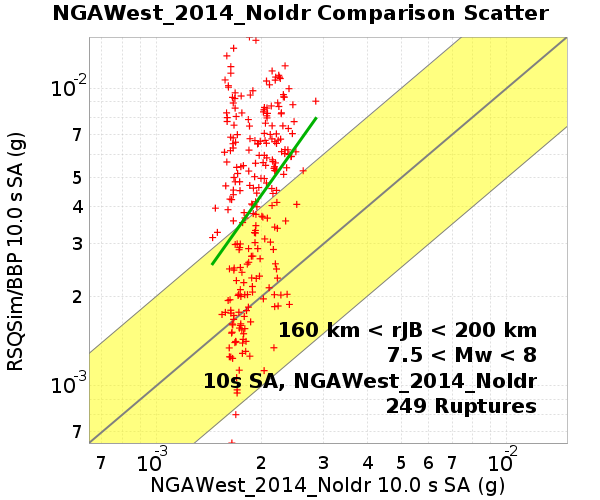 NGAWest_2014_NoIdr Comparison Scatter
RSQSim/BBP 10.0 s SA (g)
10-2
7
5
4
3
2
10-3
7
160 km < rJB < 200 km
7.5 < Mw < 8
10s SA, NGAWest_2014_NoIdr
249 Ruptures
7 10-3 2 3 4 5 6 7 10-2
NGAWest_2014_NoIdr 10.0 s SA (g)